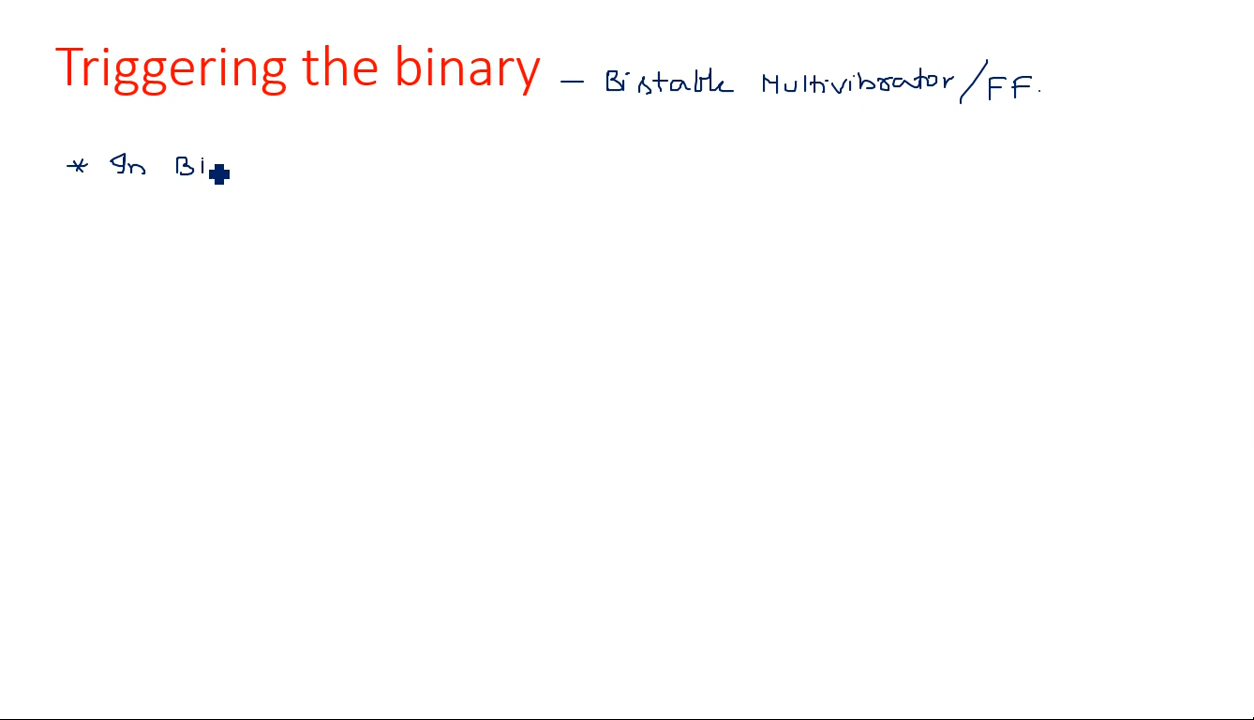 Triggering the binary – Bistable Multivibrator/FF.
* In Bi